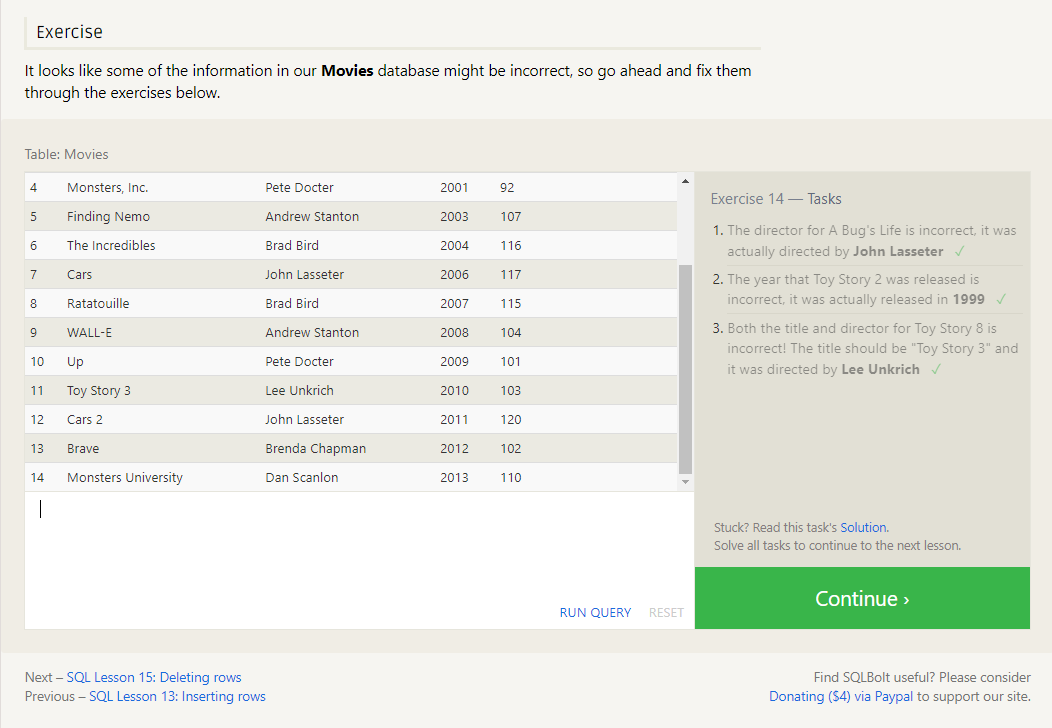 Exercise
It looks like some of the information in our Movies database might be incorrect, so go ahead and fix them
through the exercises below.
Table: Movies
4 Monsters, Inc. Pete Docter 2001 92
5 Finding Nemo Andrew Stanton 2003 107
6 The Incredibles Brad Bird 2004 116
7 Cars John Lasseter 2006 117
8 Ratatouille Brad Bird 2007 115
9 WALL-E Andrew Stanton 2008 104
10 Up Pete Docter 2009 101
11 Toy Story 3 Lee Unkrich 2010 103
12 Cars 2 John Lasseter 2011 120
13 Brave Brenda Chapman 2012 102
14 Monsters University Dan Scanlon 2013 110
RUN QUERY RESET
Exercise 14 — Tasks
1. The director for A Bug's Life is incorrect, it was
actually directed by John Lasseter ✓
2. The year that Toy Story 2 was released is
incorrect, it was actually released in 1999 ✓
3. Both the title and director for Toy Story 8 is
incorrect! The title should be "Toy Story 3" and
it was directed by Lee Unkrich ✓
Stuck? Read this task's Solution.
Solve all tasks to continue to the next lesson.
Continue ›
Next – SQL Lesson 15: Deleting rows
Previous – SQL Lesson 13: Inserting rows
Find SQLBolt useful? Please consider
Donating ($4) via Paypal to support our site.